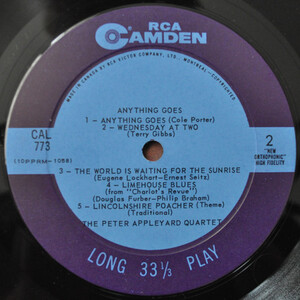 RCA
CAMDEN
MADE IN CANADA BY RCA VICTOR COMPANY, LTD., MONTREAL - COPYRIGHT
ANYTHING GOES
CAL
773
1 - ANYTHING GOES (Cole Porter)
2 - WEDNESDAY AT TWO
(Terry Gibbs)
2
"NEW
ORTHOPHONIC"
HIGH FIDELITY
3 - THE WORLD IS WAITING FOR THE SUNRISE
(Eugene Lockhart-Ernest Seitz)
4 - LIMEHOUSE BLUES
(from "Charlot's Revue")
(Douglas Furber-Philip Braham)
5 - LINCOLNSHIRE POACHER (Theme)
(Traditional)
THE PETER APPLEYARD QUARTET
LONG 33⅓ PLAY